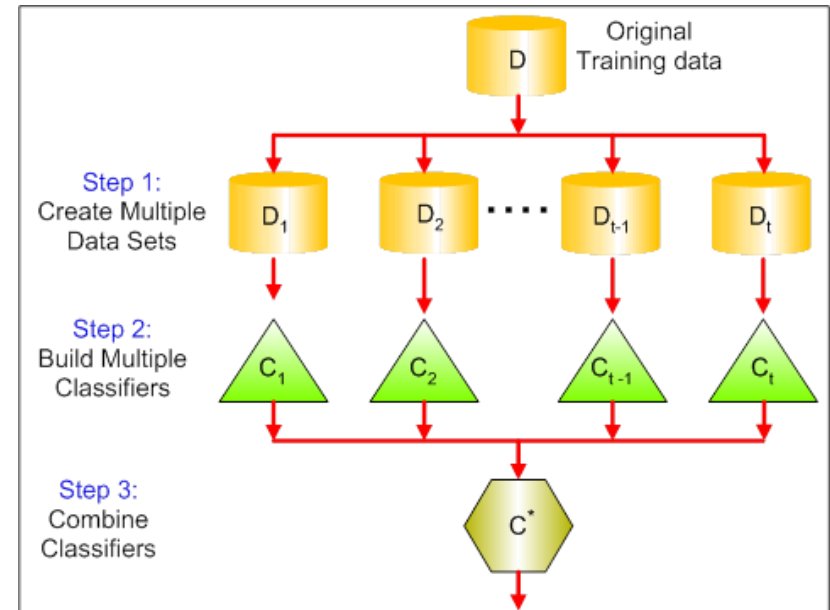 D
Original
Training data
Step 1:
Create Multiple
Data Sets
D₁ D₂ .... Dₜ₋₁ Dₜ
Step 2:
Build Multiple
Classifiers
C₁ C₂ Cₜ₋₁ Cₜ
Step 3:
Combine
Classifiers
C*